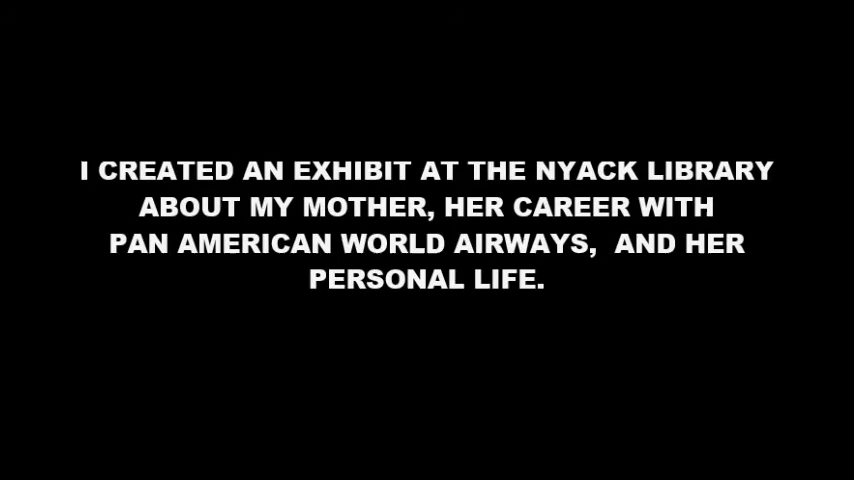 I CREATED AN EXHIBIT AT THE NYACK LIBRARY
ABOUT MY MOTHER, HER CAREER WITH
PAN AMERICAN WORLD AIRWAYS,  AND HER
PERSONAL LIFE.